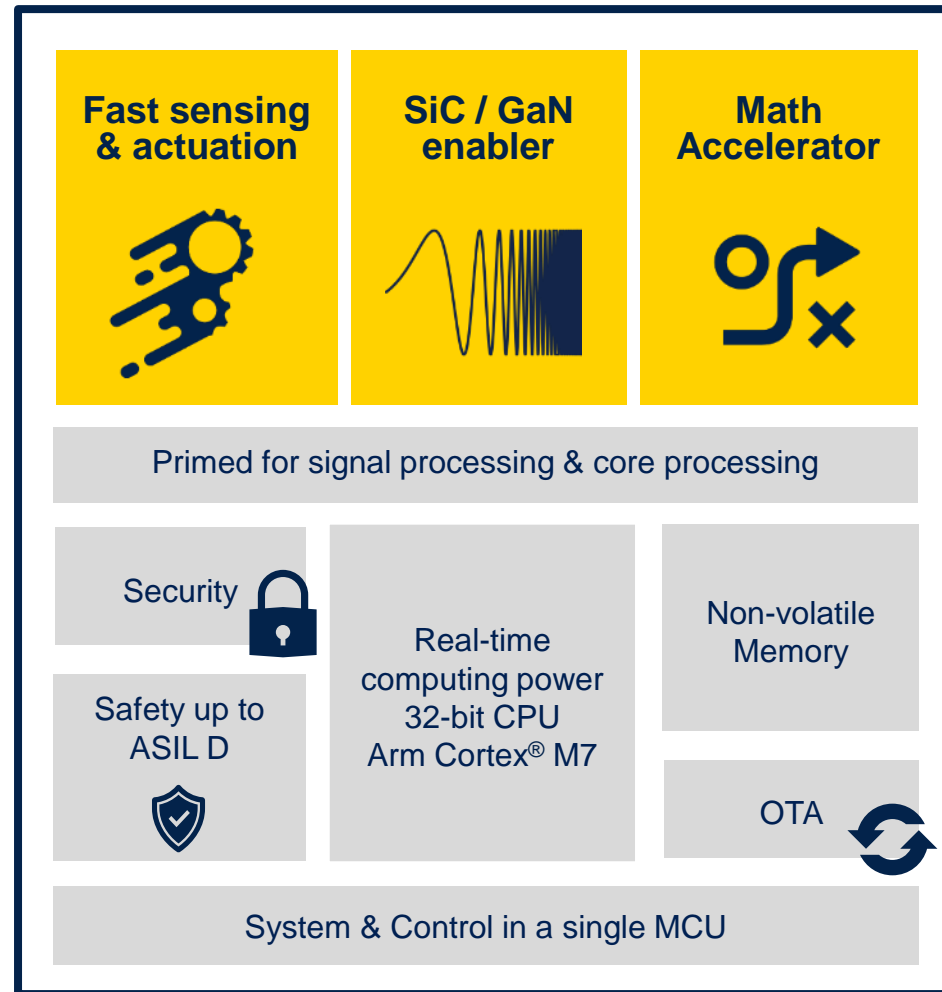 Fast sensing
& actuation
SiC / GaN
enabler
Math
Accelerator
Primed for signal processing & core processing
Security
Safety up to
ASIL D
Real-time
computing power
32-bit CPU
Arm Cortex® M7
Non-volatile
Memory
OTA
System & Control in a single MCU